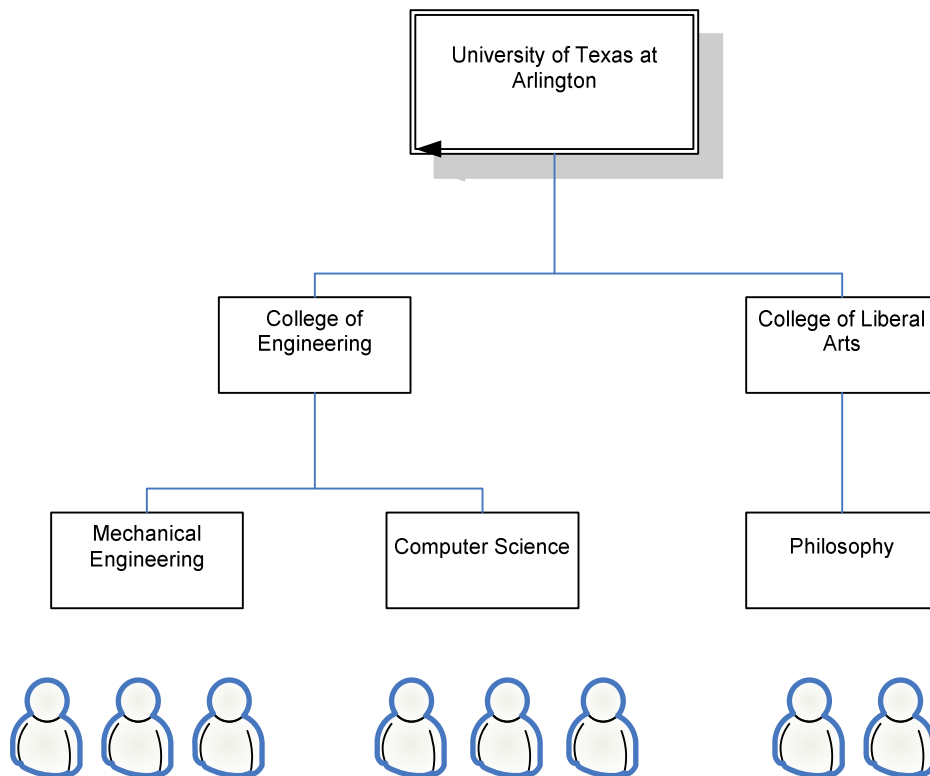 University of Texas at
Arlington
College of
Engineering
College of Liberal
Arts
Mechanical
Engineering
Computer Science
Philosophy